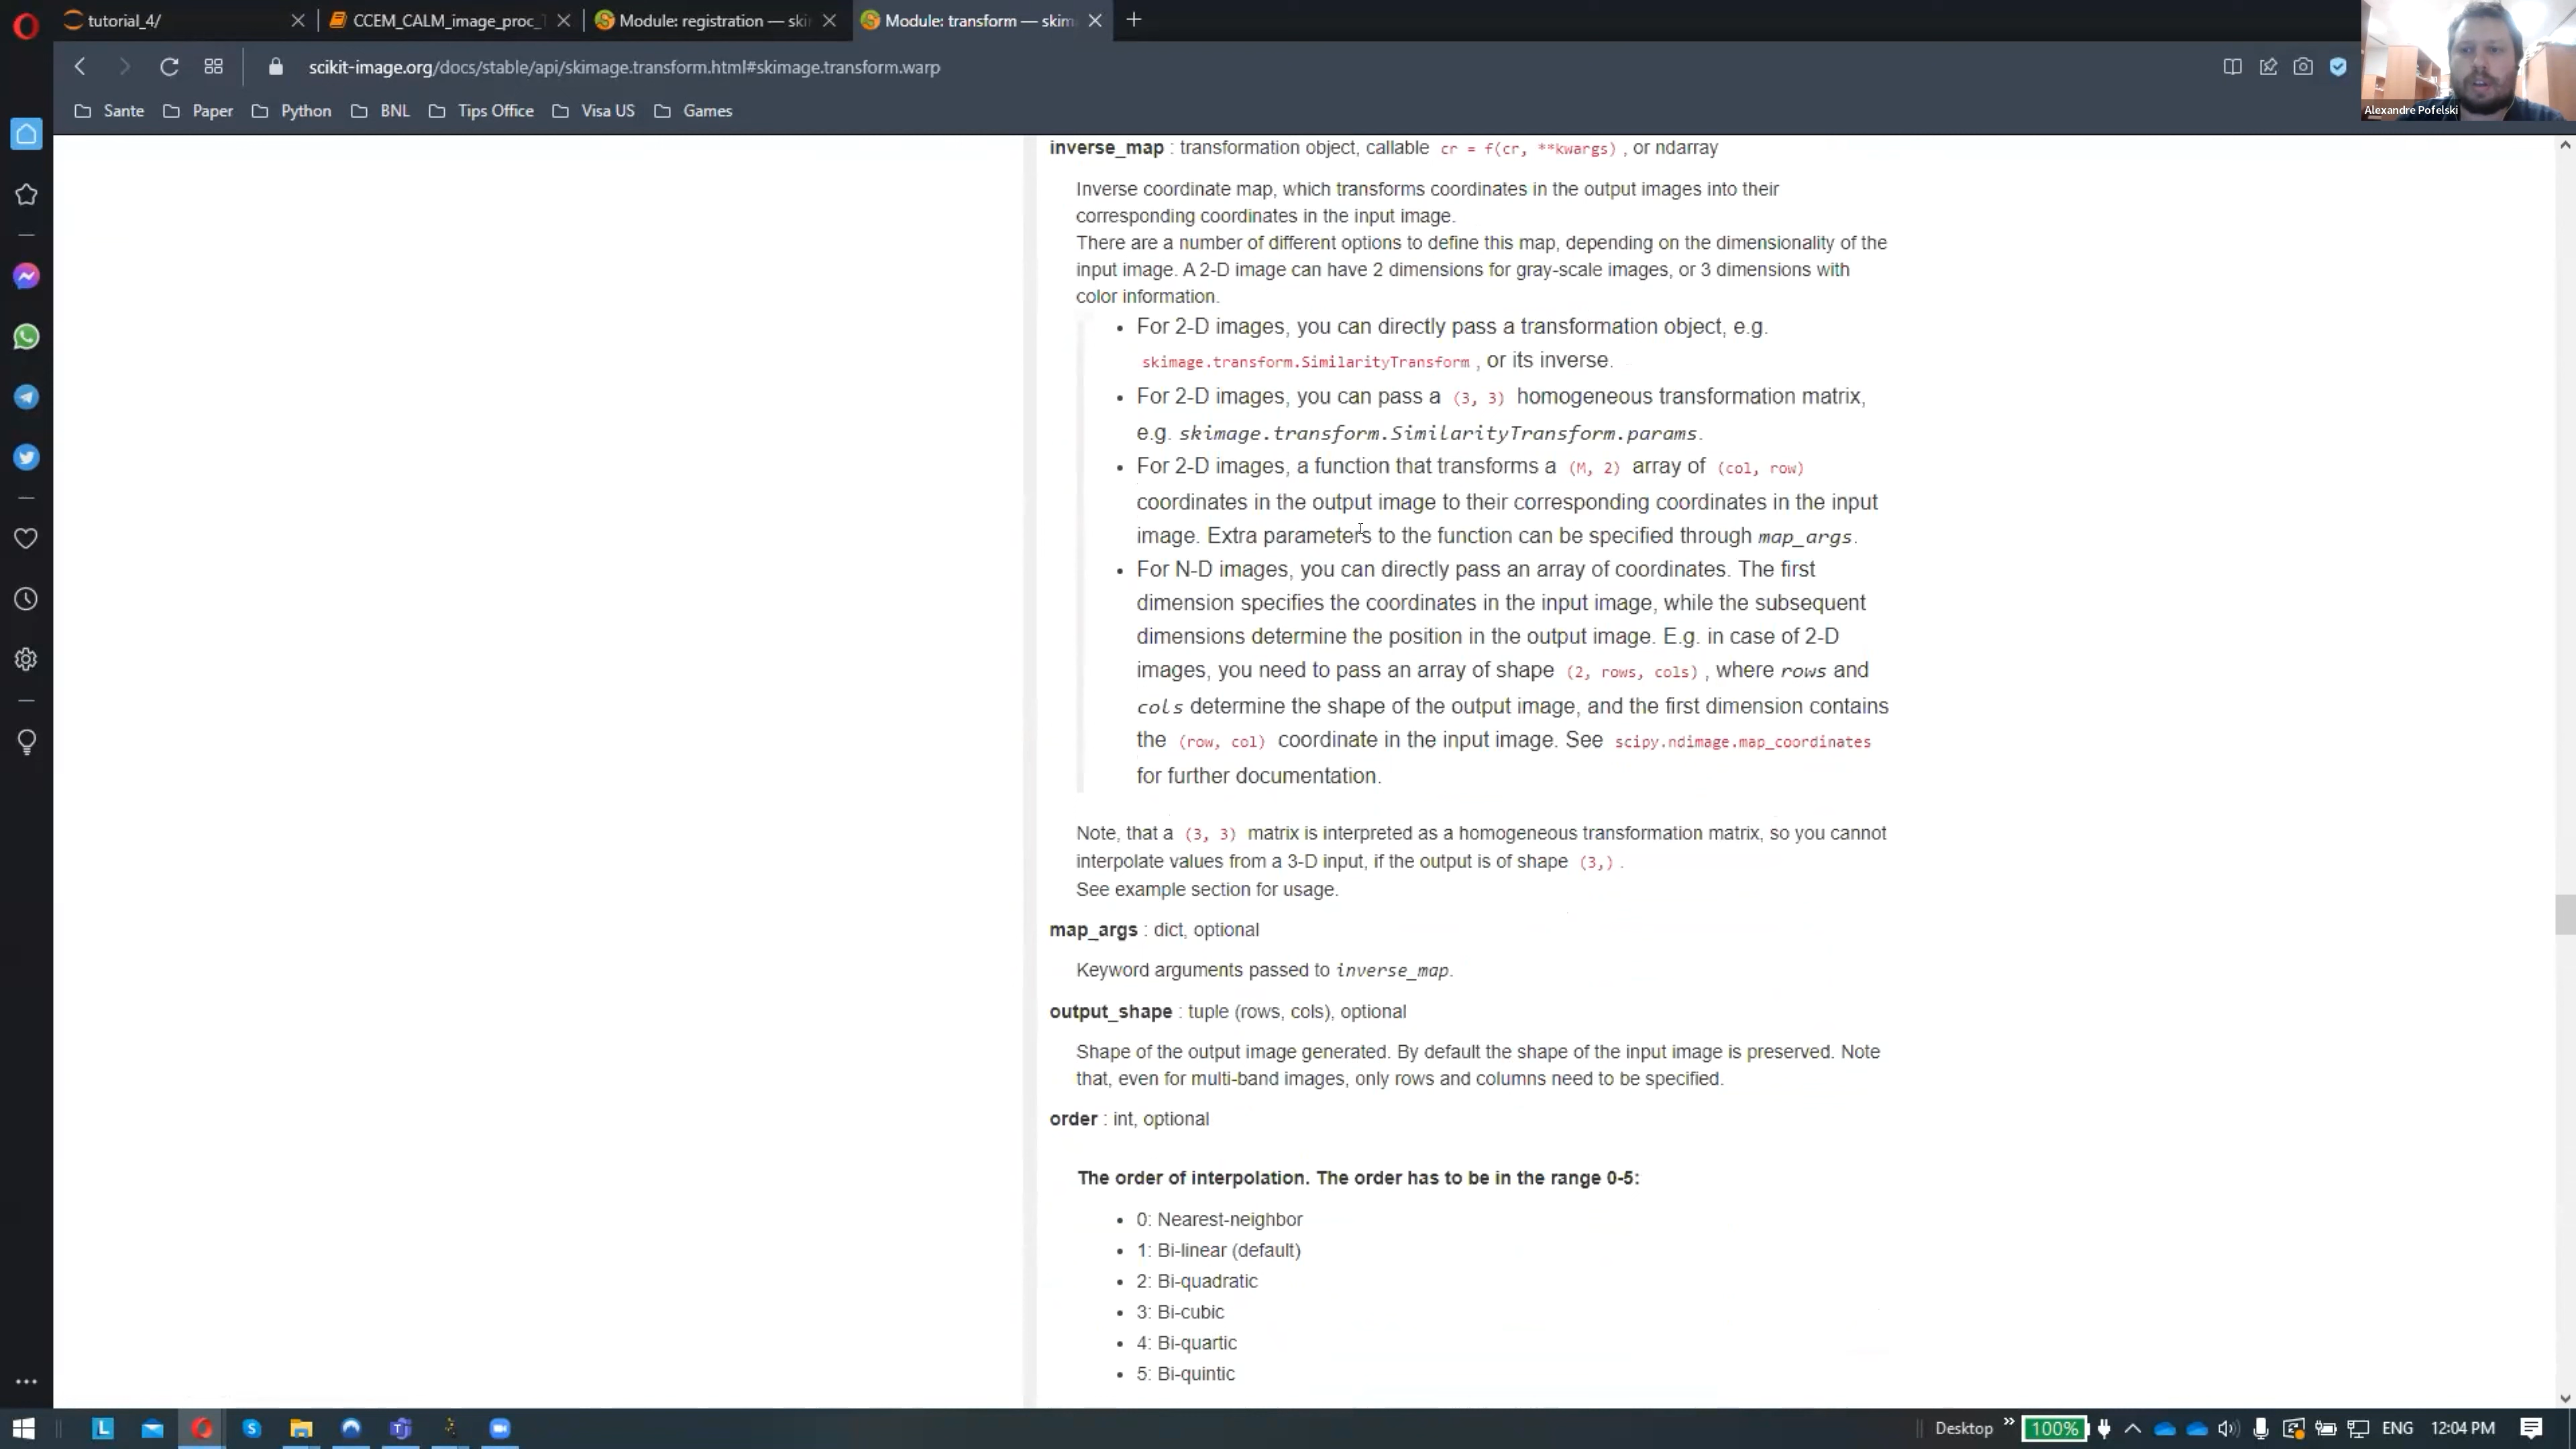 tutorial_4/
CCEM_CALM_image_proc_T
Module: registration — ski
Module: transform — skim
scikit-image.org/docs/stable/api/skimage.transform.html#skimage.transform.warp
Sante
Paper
Python
BNL
Tips Office
Visa US
Games
Alexandre Pofelski
inverse_map : transformation object, callable cr = f(cr, **kwargs) , or ndarray
Inverse coordinate map, which transforms coordinates in the output images into their
corresponding coordinates in the input image.
There are a number of different options to define this map, depending on the dimensionality of the
input image. A 2-D image can have 2 dimensions for gray-scale images, or 3 dimensions with
color information.
• For 2-D images, you can directly pass a transformation object, e.g.
skimage.transform.SimilarityTransform , or its inverse.
• For 2-D images, you can pass a (3, 3) homogeneous transformation matrix,
e.g. skimage.transform.SimilarityTransform.params.
• For 2-D images, a function that transforms a (M, 2) array of (col, row)
coordinates in the output image to their corresponding coordinates in the input
image. Extra parameters to the function can be specified through map_args.
• For N-D images, you can directly pass an array of coordinates. The first
dimension specifies the coordinates in the input image, while the subsequent
dimensions determine the position in the output image. E.g. in case of 2-D
images, you need to pass an array of shape (2, rows, cols) , where rows and
cols determine the shape of the output image, and the first dimension contains
the (row, col) coordinate in the input image. See scipy.ndimage.map_coordinates
for further documentation.
Note, that a (3, 3) matrix is interpreted as a homogeneous transformation matrix, so you cannot
interpolate values from a 3-D input, if the output is of shape (3,) .
See example section for usage.
map_args : dict, optional
Keyword arguments passed to inverse_map.
output_shape : tuple (rows, cols), optional
Shape of the output image generated. By default the shape of the input image is preserved. Note
that, even for multi-band images, only rows and columns need to be specified.
order : int, optional
The order of interpolation. The order has to be in the range 0-5:
• 0: Nearest-neighbor
• 1: Bi-linear (default)
• 2: Bi-quadratic
• 3: Bi-cubic
• 4: Bi-quartic
• 5: Bi-quintic
Desktop
100%
ENG
12:04 PM